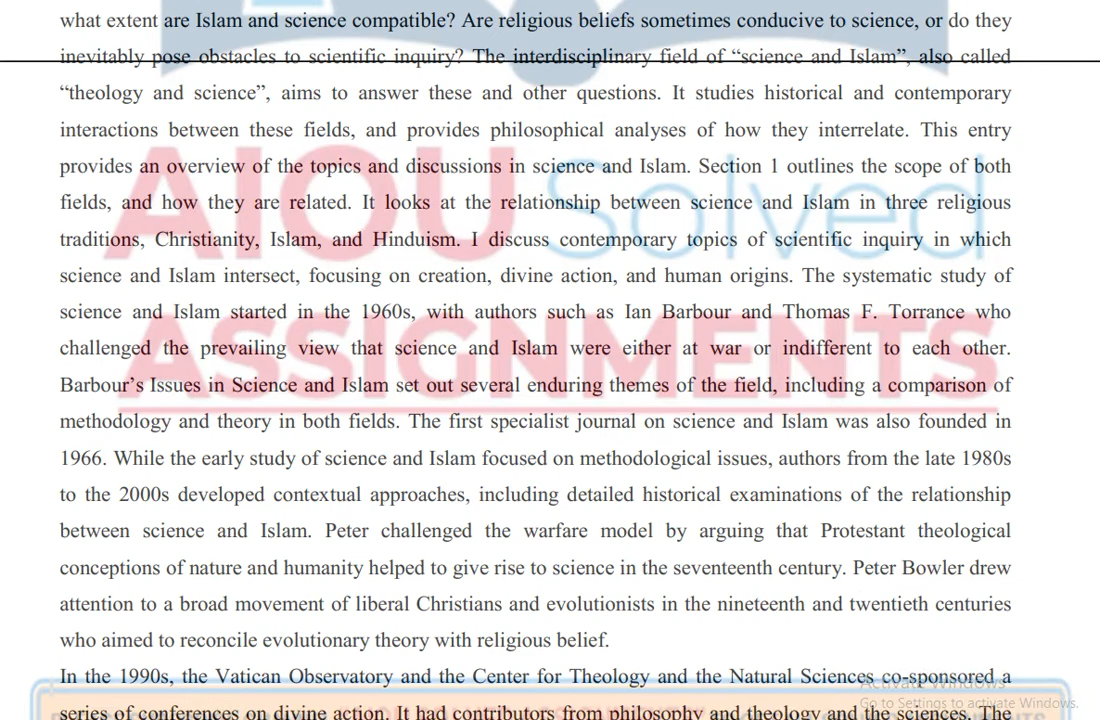 what extent are Islam and science compatible? Are religious beliefs sometimes conducive to science, or do they
inevitably pose obstacles to scientific inquiry? The interdisciplinary field of “science and Islam”, also called
“theology and science”, aims to answer these and other questions. It studies historical and contemporary
interactions between these fields, and provides philosophical analyses of how they interrelate. This entry
provides an overview of the topics and discussions in science and Islam. Section 1 outlines the scope of both
fields, and how they are related. It looks at the relationship between science and Islam in three religious
traditions, Christianity, Islam, and Hinduism. I discuss contemporary topics of scientific inquiry in which
science and Islam intersect, focusing on creation, divine action, and human origins. The systematic study of
science and Islam started in the 1960s, with authors such as Ian Barbour and Thomas F. Torrance who
challenged the prevailing view that science and Islam were either at war or indifferent to each other.
Barbour’s Issues in Science and Islam set out several enduring themes of the field, including a comparison of
methodology and theory in both fields. The first specialist journal on science and Islam was also founded in
1966. While the early study of science and Islam focused on methodological issues, authors from the late 1980s
to the 2000s developed contextual approaches, including detailed historical examinations of the relationship
between science and Islam. Peter challenged the warfare model by arguing that Protestant theological
conceptions of nature and humanity helped to give rise to science in the seventeenth century. Peter Bowler drew
attention to a broad movement of liberal Christians and evolutionists in the nineteenth and twentieth centuries
who aimed to reconcile evolutionary theory with religious belief.
In the 1990s, the Vatican Observatory and the Center for Theology and the Natural Sciences co-sponsored a
series of conferences on divine action. It had contributors from philosophy and theology and the sciences. The
AIOU Solved
ASSIGNMENTS
Activate Windows
Go to Settings to activate Windows.